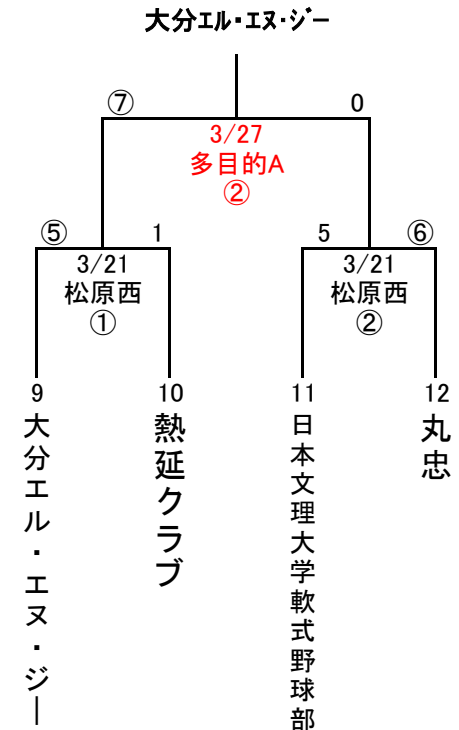 大分エル・エヌ・ジー
⑦ 0
3/27
多目的A
②
⑤ 1 5 ⑥
3/21 3/21
松原西 松原西
① ②
9 10 11 12
大分エル・エヌ・ジー
熱延クラブ
日本文理大学軟式野球部
丸忠